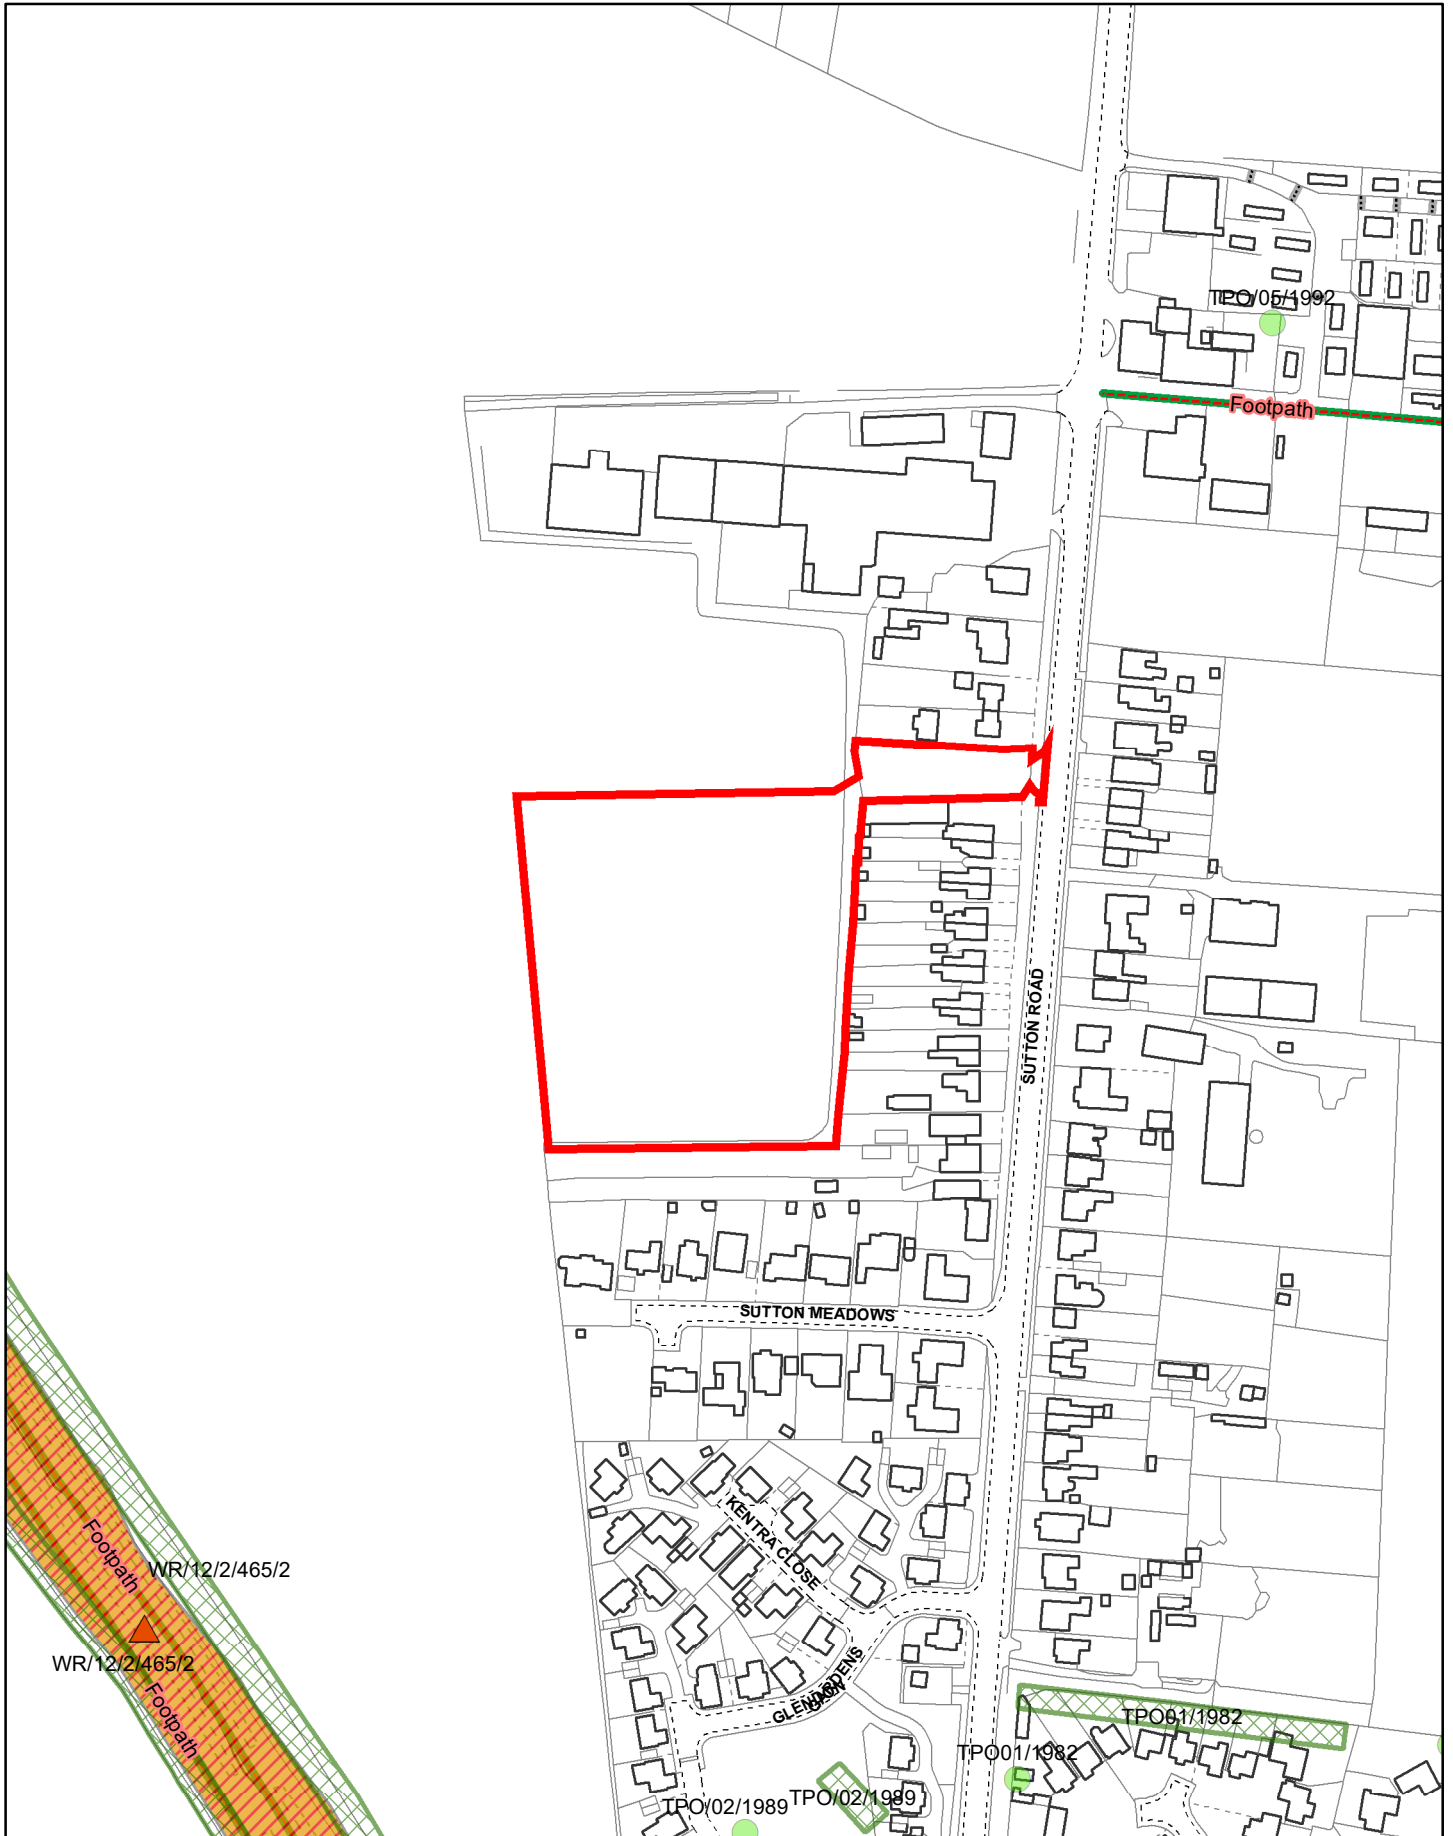 TPO/05/1992
Footpath
SUTTON ROAD
SUTTON MEADOWS
KENTRA CLOSE
Footpath
WR/12/2/465/2
WR/12/2/465/2
Footpath
GLENARDENS
TPO01/1982
TPO01/1982
TPO/02/1989
TPO/02/1989